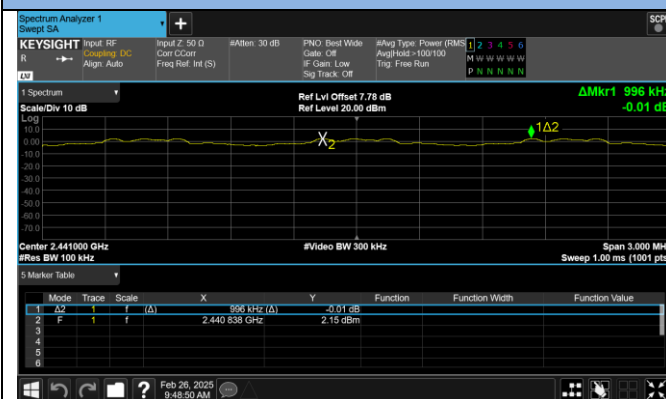 Spectrum Analyzer 1
Swept SA
+
KEYSIGHT
R
Input: RF
Coupling: DC
Align: Auto
Input Z: 50 Ω
Corr CCorr
Freq Ref: Int (S)
#Atten: 30 dB
PNO: Best Wide
Gate: Off
IF Gain: Low
Sig Track: Off
#Avg Type: Power (RMS
Avg|Hold:>100/100
Trig: Free Run
1 2 3 4 5 6
M W W W W W
P N N N N N
1 Spectrum
Scale/Div 10 dB
Ref Lvl Offset 7.78 dB
Ref Level 20.00 dBm
ΔMkr1 996 kHz
-0.01 dB
Log
10.0
0.00
-10.0
-20.0
-30.0
-40.0
-50.0
-60.0
-70.0
X2
1Δ2
Center 2.441000 GHz
#Res BW 100 kHz
#Video BW 300 kHz
Span 3.000 MH
Sweep 1.00 ms (1001 pts
5 Marker Table
Mode Trace Scale X Y Function Function Width Function Value
1 Δ2 1 f (Δ) 996 kHz (Δ) -0.01 dB
2 F 1 f 2.440 838 GHz 2.15 dBm
3
4
5
6
?
Feb 26, 2025
9:48:50 AM